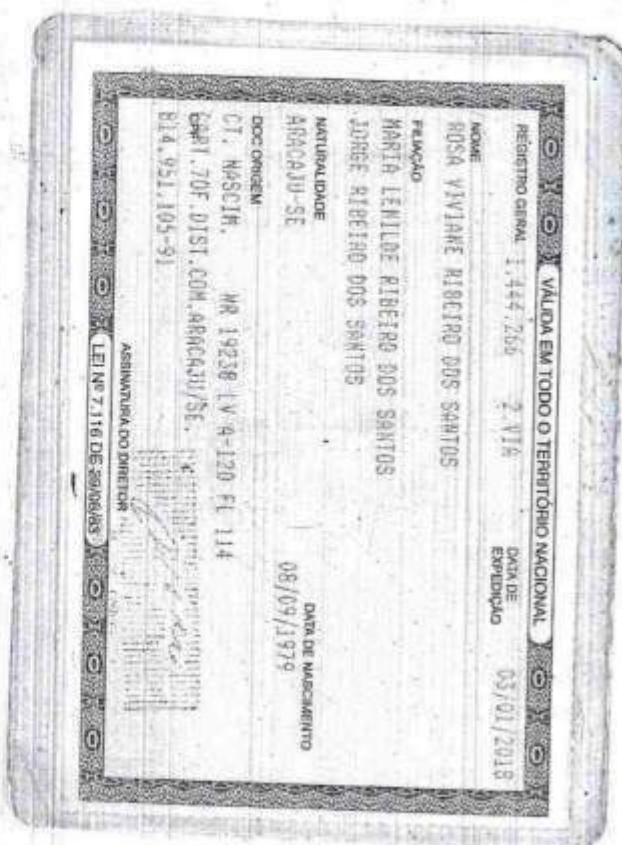 VÁLIDA EM TODO O TERRITÓRIO NACIONAL
REGISTRO GERAL 1.444.266 2 VIA DATA DE EXPEDIÇÃO 03/01/2018
NOME
ROSA VIVIANE RIBEIRO DOS SANTOS
FILIAÇÃO
MARIA LENILDE RIBEIRO DOS SANTOS
JORGE RIBEIRO DOS SANTOS
NATURALIDADE DATA DE NASCIMENTO
ARACAJU-SE 08/09/1979
DOC ORIGEM
CT. NASCIM. NR 19238 LV A-120 FL 114
CART.7OF.DIST.COM.ARACAJU/SE.
CPF
814.951.105-91
ASSINATURA DO DIRETOR
LEI Nº 7.116 DE 29/08/83